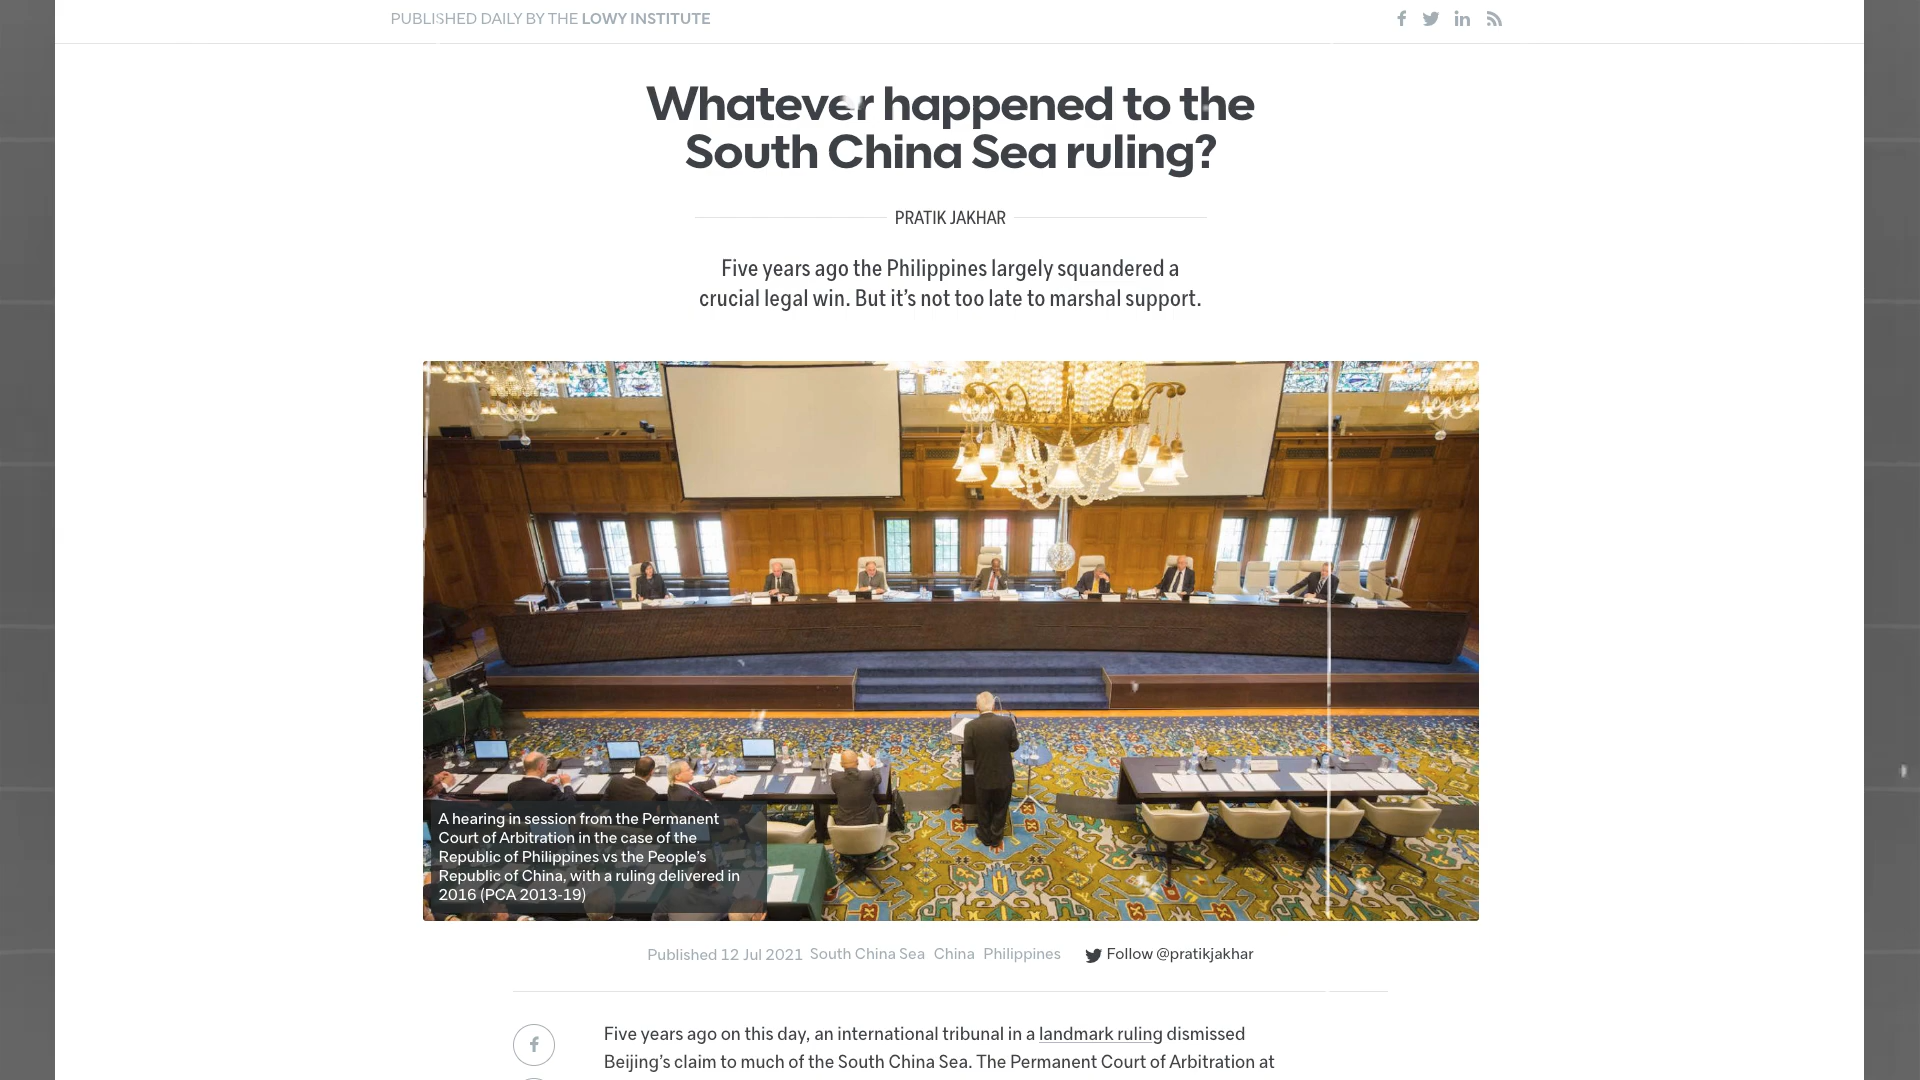 PUBLISHED DAILY BY THE LOWY INSTITUTE
Whatever happened to the
South China Sea ruling?
PRATIK JAKHAR
Five years ago the Philippines largely squandered a
crucial legal win. But it’s not too late to marshal support.
A hearing in session from the Permanent
Court of Arbitration in the case of the
Republic of Philippines vs the People’s
Republic of China, with a ruling delivered in
2016 (PCA 2013-19)
Published 12 Jul 2021 South China Sea China Philippines Follow @pratikjakhar
Five years ago on this day, an international tribunal in a landmark ruling dismissed
Beijing’s claim to much of the South China Sea. The Permanent Court of Arbitration at